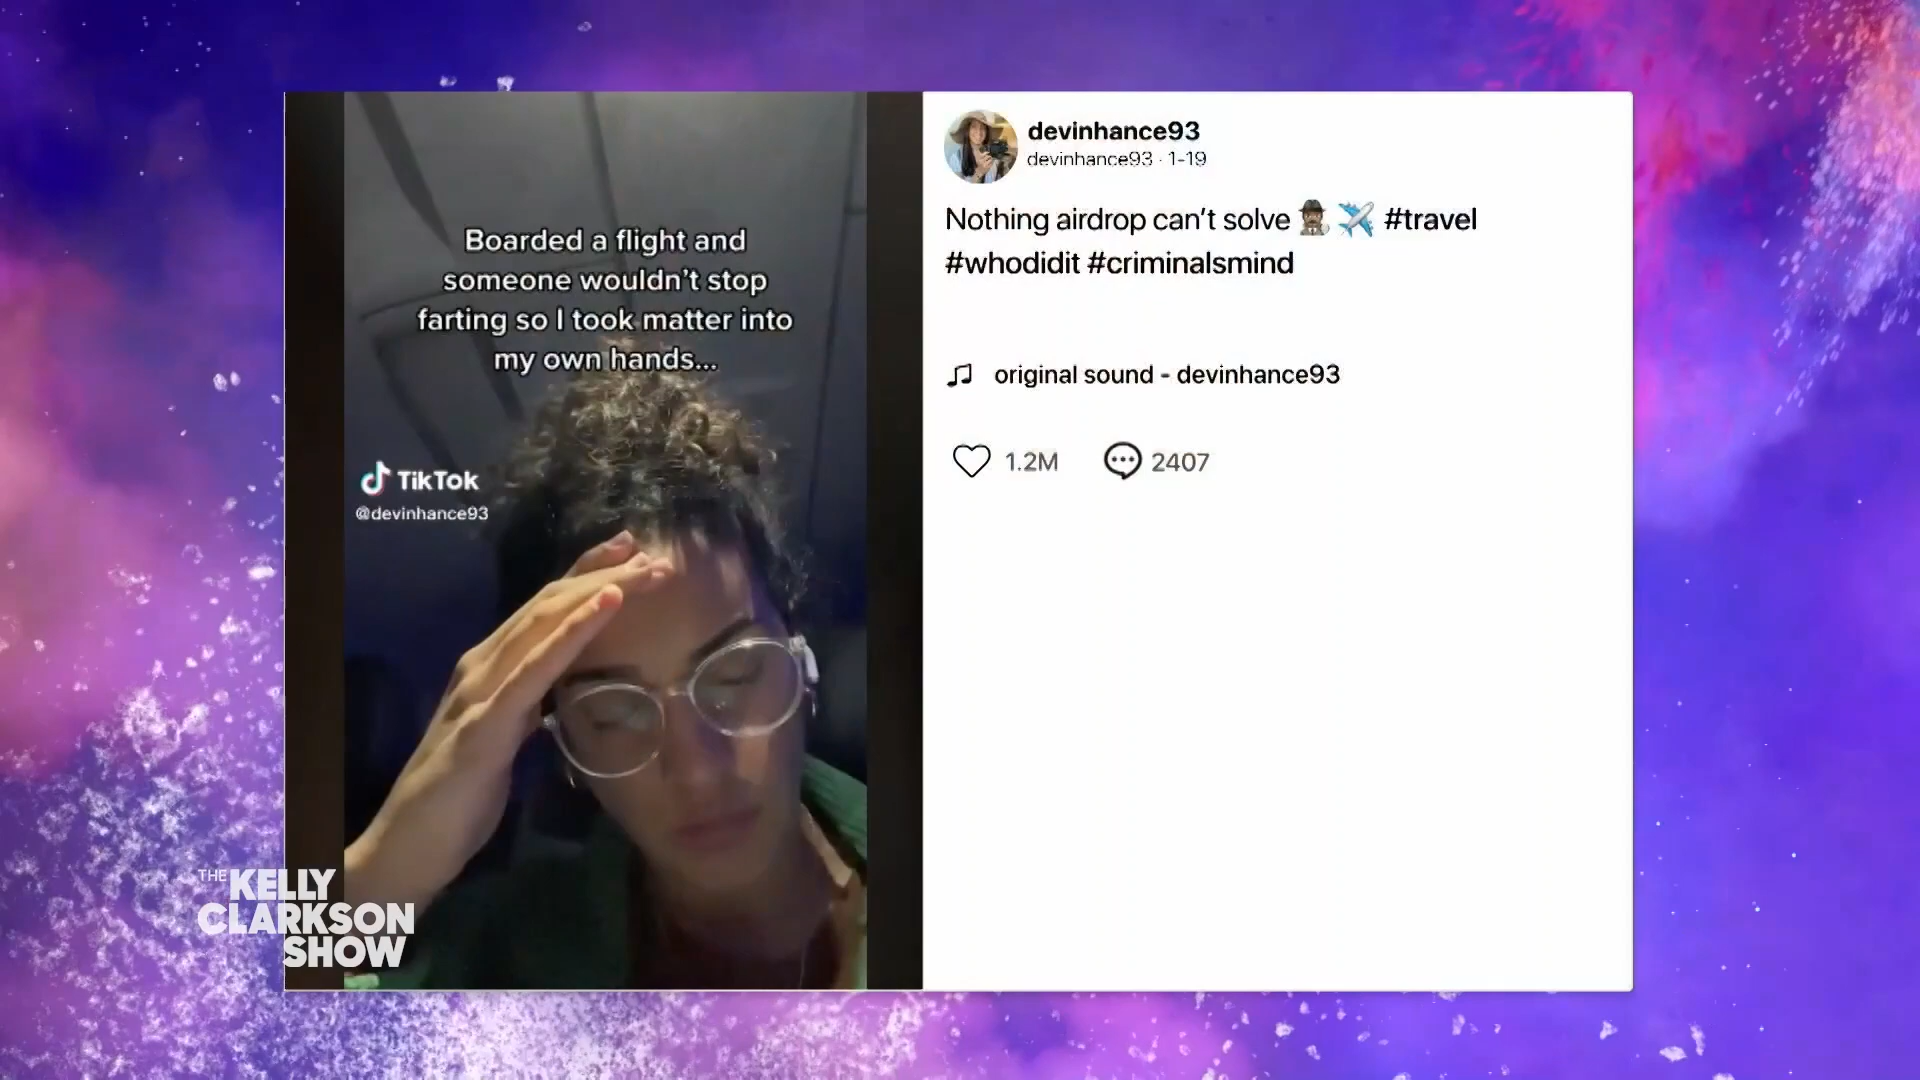 Boarded a flight and
someone wouldn't stop
farting so I took matter into
my own hands...
TikTok
@devinhance93
devinhance93
devinhance93 · 1-19
Nothing airdrop can't solve 🕵🏽‍♂️ ✈️ #travel
#whodidit #criminalsmind
original sound - devinhance93
1.2M 2407
THE
KELLY
CLARKSON
SHOW